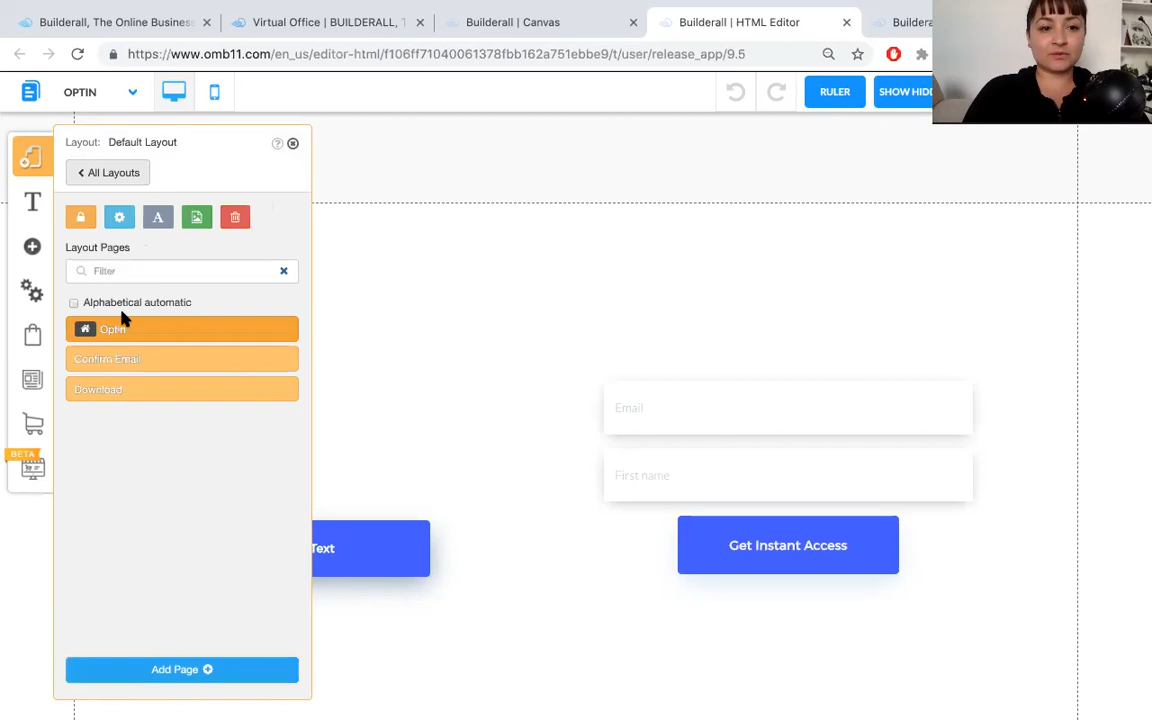 Builderall, The Online Business
Virtual Office | BUILDERALL, T
Builderall | Canvas
Builderall | HTML Editor
Buildera
https://www.omb11.com/en_us/editor-html/f106ff71040061378fbb162a751ebbe9/t/user/release_app/9.5
OPTIN
RULER
SHOW HIDD
Layout: Default Layout
?
All Layouts
A
Layout Pages
Filter
Alphabetical automatic
Optin
Confirm Email
Download
Add Page
T
BETA
Email
First name
Text
Get Instant Access